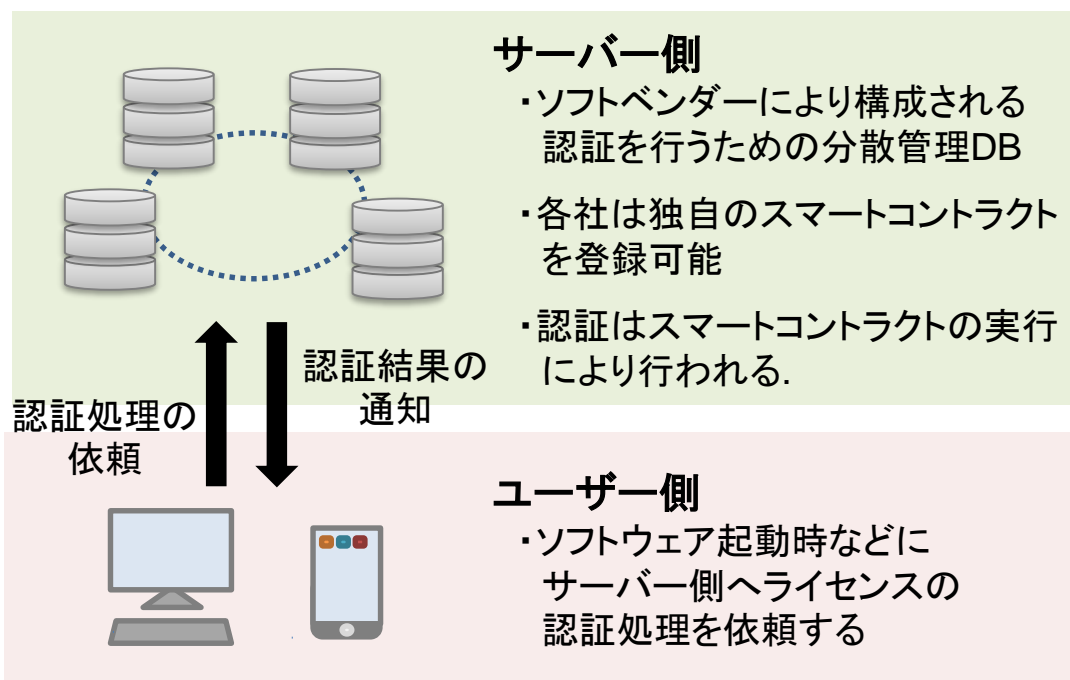 サーバー側
・ソフトベンダーにより構成される
認証を行うための分散管理DB
・各社は独自のスマートコントラクト
を登録可能
・認証はスマートコントラクトの実行
により行われる.
認証結果の
通知
認証処理の
依頼
ユーザー側
・ソフトウェア起動時などに
サーバー側へライセンスの
認証処理を依頼する